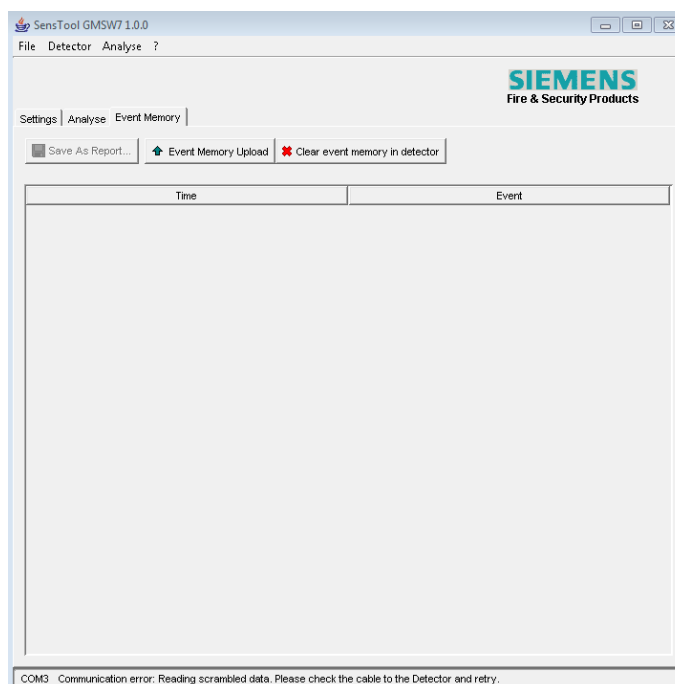 SensTool GMSW7 1.0.0
File Detector Analyse ?
SIEMENS
Fire & Security Products
Settings Analyse Event Memory
Save As Report... Event Memory Upload Clear event memory in detector
Time Event
COM3 Communication error: Reading scrambled data. Please check the cable to the Detector and retry.